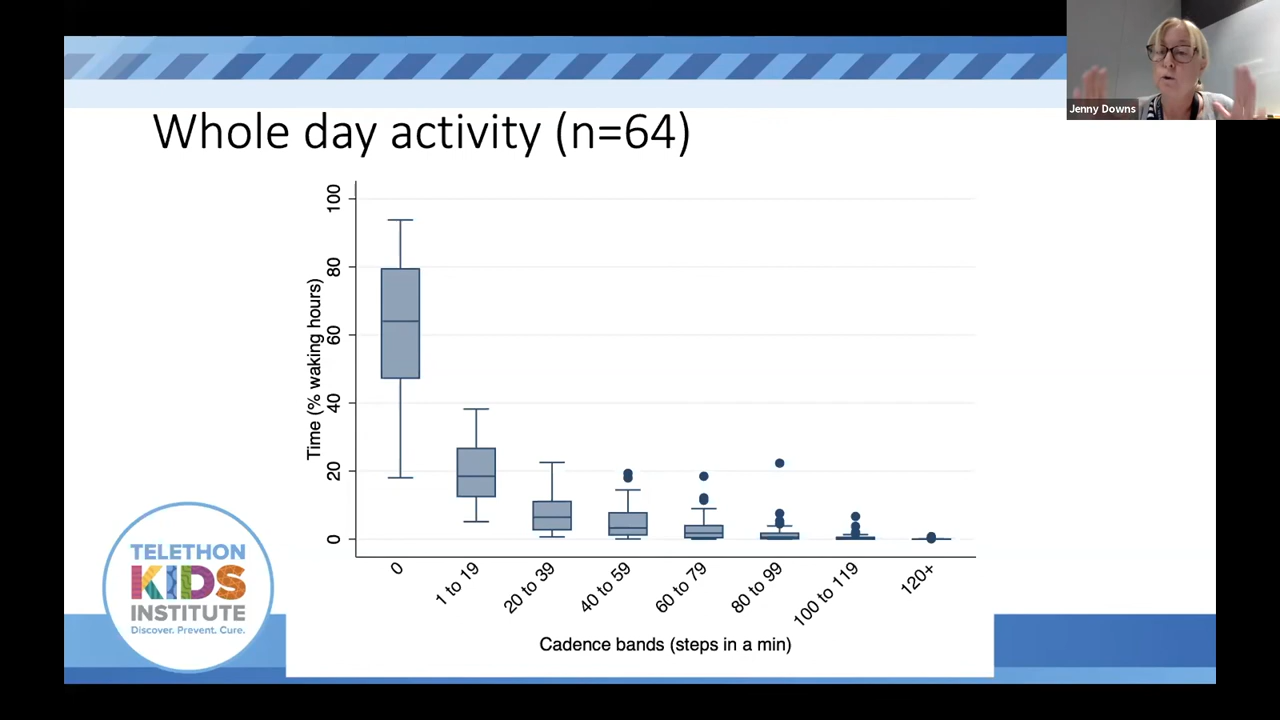 Jenny Downs
Whole day activity (n=64)
Time (% waking hours)
100
80
60
40
20
0
0
1 to 19
20 to 39
40 to 59
60 to 79
80 to 99
100 to 119
120+
Cadence bands (steps in a min)
TELETHON
KIDS
INSTITUTE
Discover. Prevent. Cure.